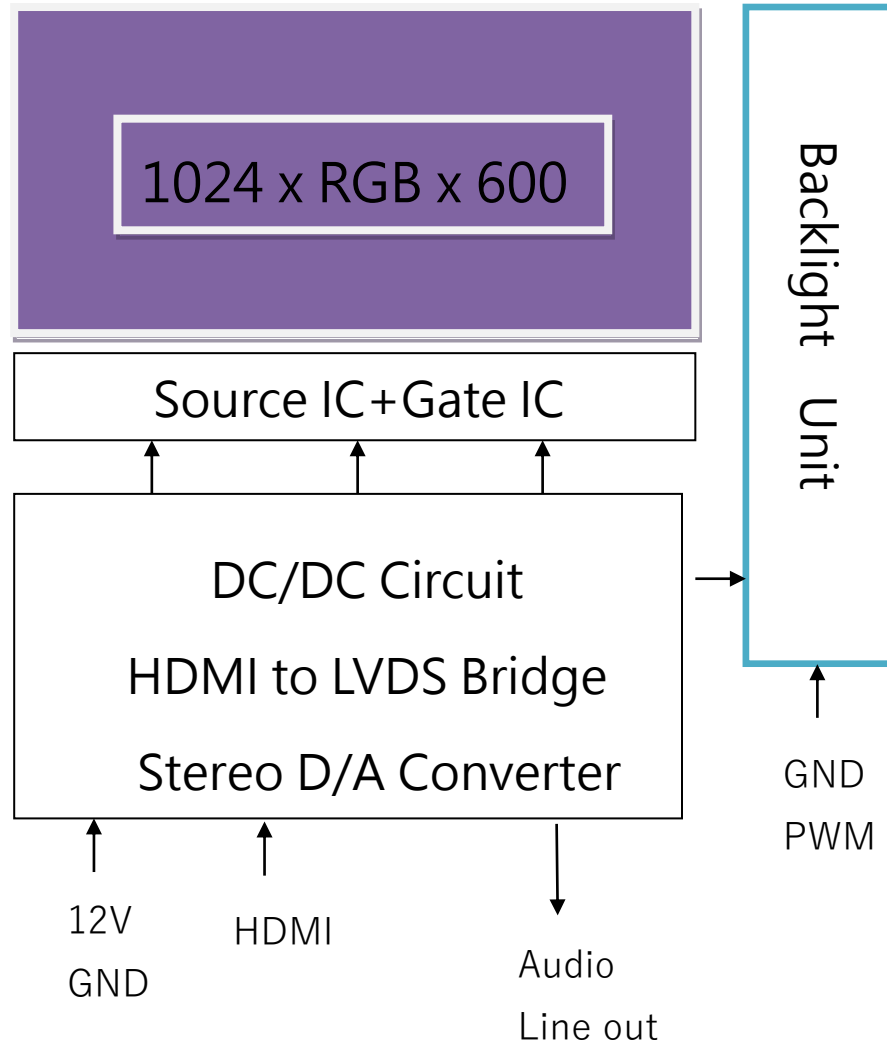 1024 x RGB x 600
Backlight Unit
Source IC+Gate IC
DC/DC Circuit
HDMI to LVDS Bridge
Stereo D/A Converter
GND
PWM
12V
GND
HDMI
Audio
Line out